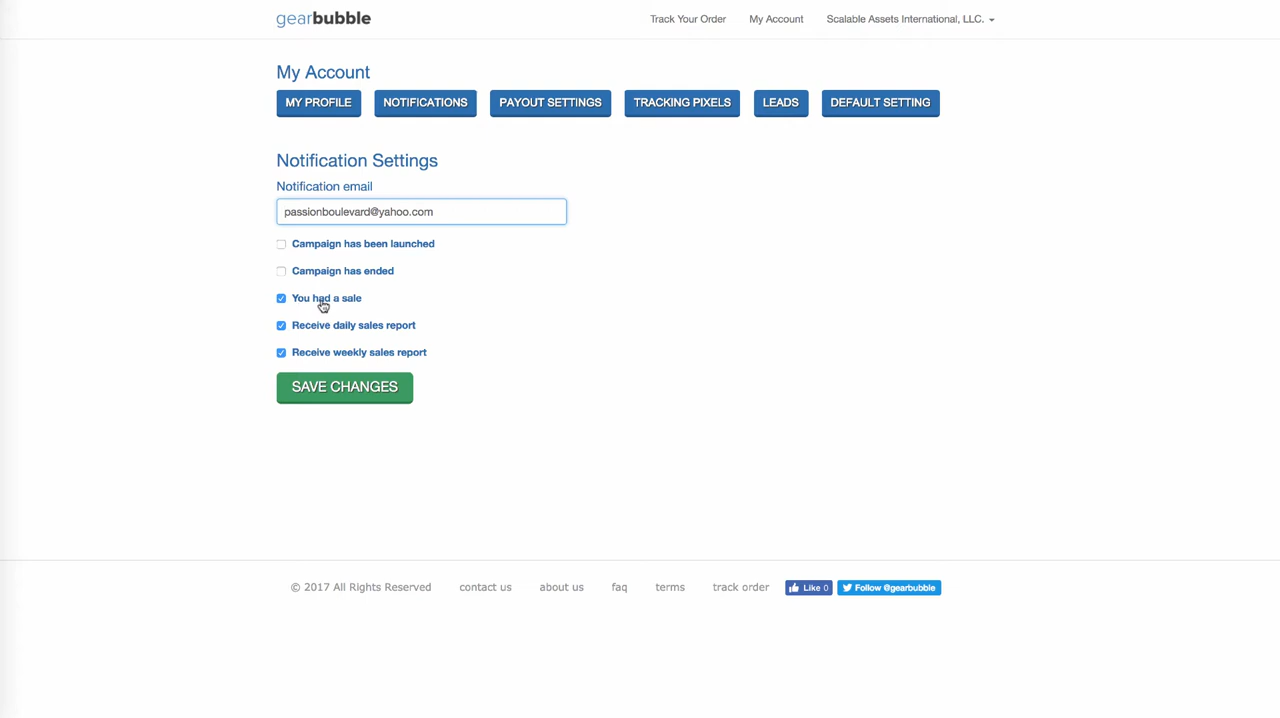 gearbubble
Track Your Order My Account Scalable Assets International, LLC.
My Account
MY PROFILE NOTIFICATIONS PAYOUT SETTINGS TRACKING PIXELS LEADS DEFAULT SETTING
Notification Settings
Notification email
passionboulevard@yahoo.com
Campaign has been launched
Campaign has ended
You had a sale
Receive daily sales report
Receive weekly sales report
SAVE CHANGES
© 2017 All Rights Reserved contact us about us faq terms track order Like 0 Follow @gearbubble